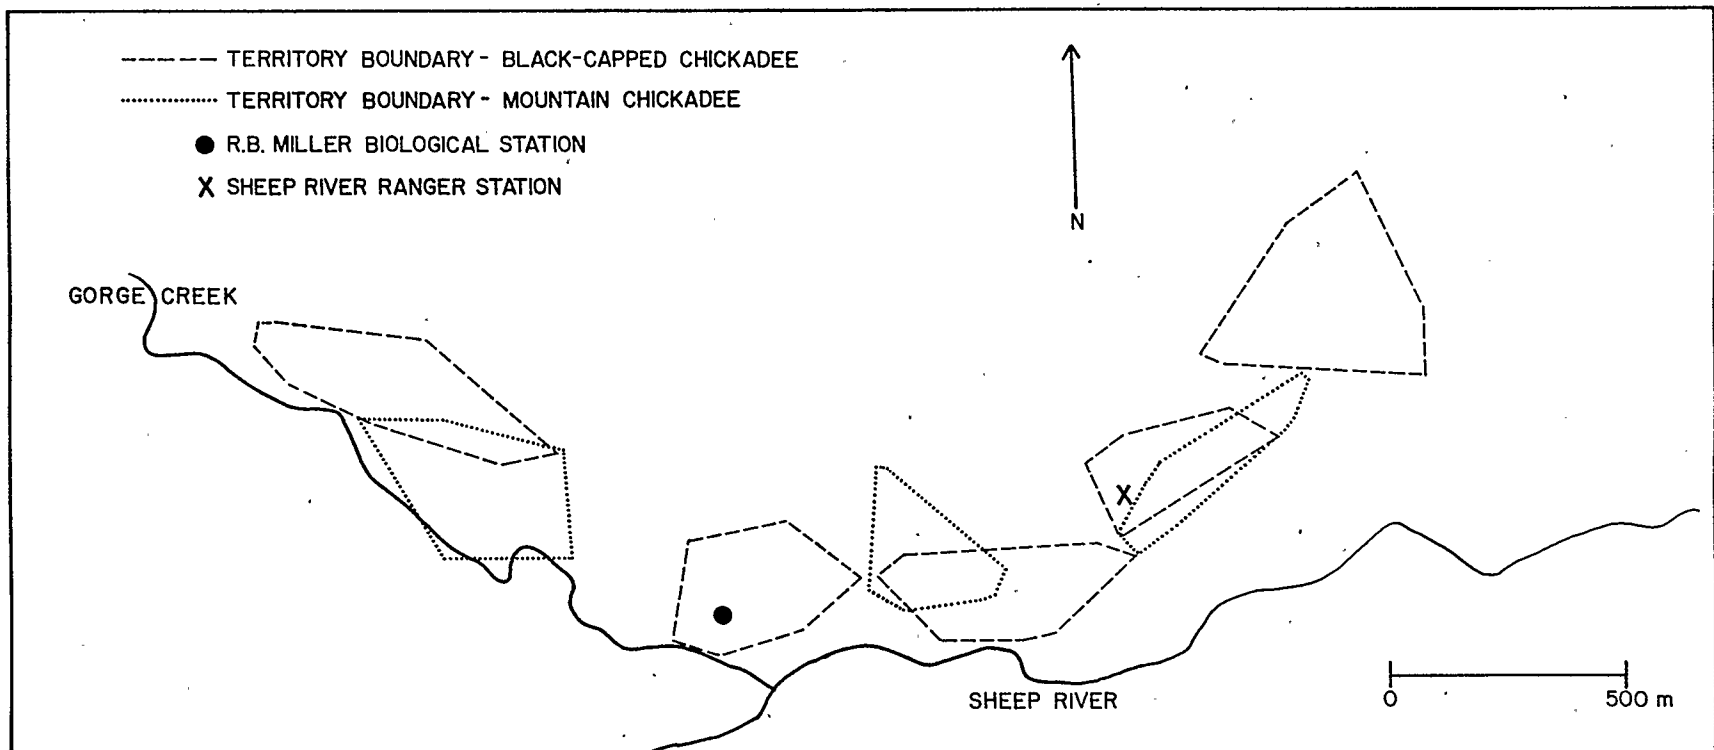 TERRITORY BOUNDARY - BLACK-CAPPED CHICKADEE
TERRITORY BOUNDARY - MOUNTAIN CHICKADEE
R.B. MILLER BIOLOGICAL STATION
X SHEEP RIVER RANGER STATION
N
GORGE CREEK
X
SHEEP RIVER
0 500 m